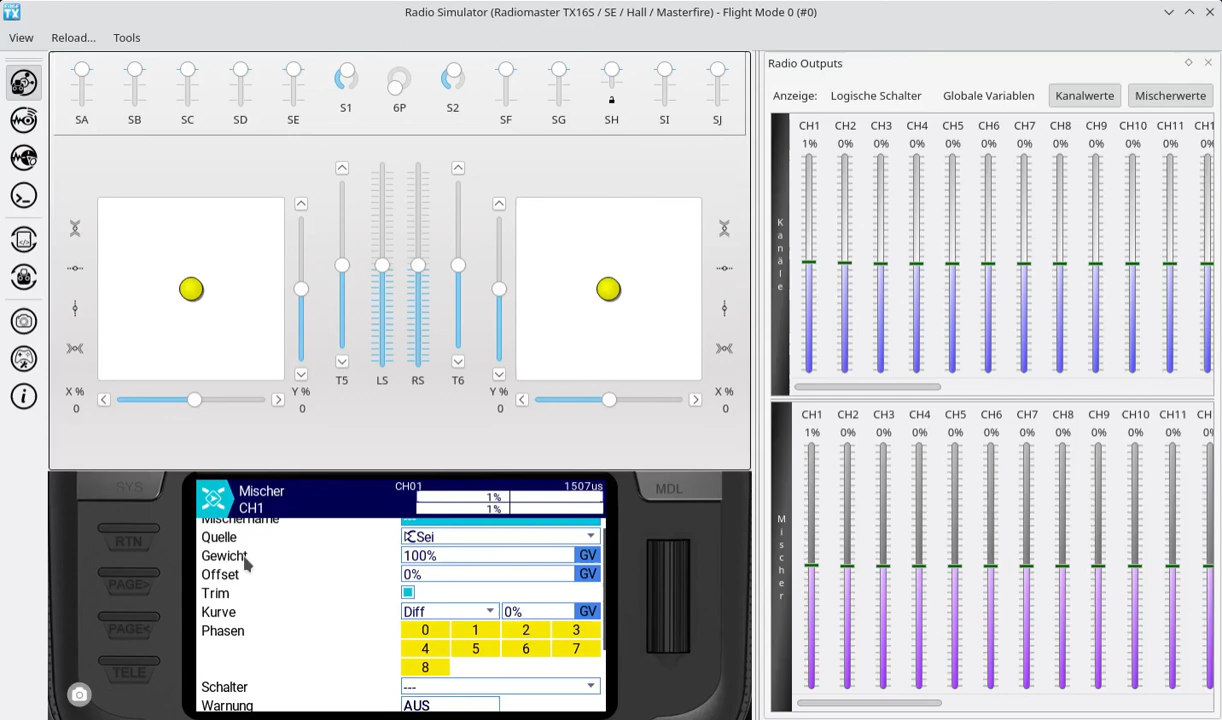 Radio Simulator (Radiomaster TX16S / SE / Hall / Masterfire) - Flight Mode 0 (#0)
View Reload... Tools
SA SB SC SD SE S1 6P S2 SF SG SH SI SJ
X %
0
Y %
0
T5 LS RS T6
Y %
0
X %
0
SYS
RTN
PAGE>
PAGE<
TELE
MDL
Mischer
CH1
CH01 1507us
1%
1%
Mischername ---
Quelle Sei
Gewicht 100% GV
Offset 0% GV
Trim
Kurve Diff 0% GV
Phasen 0 1 2 3
4 5 6 7
8
Schalter ---
Warnung AUS
Radio Outputs
Anzeige: Logische Schalter Globale Variablen Kanalwerte Mischerwerte
CH1 CH2 CH3 CH4 CH5 CH6 CH7 CH8 CH9 CH10 CH11 CH1
1% 0% 0% 0% 0% 0% 0% 0% 0% 0% 0% 0%
Kanäle
CH1 CH2 CH3 CH4 CH5 CH6 CH7 CH8 CH9 CH10 CH11 CH
1% 0% 0% 0% 0% 0% 0% 0% 0% 0% 0% 0%
Mischer